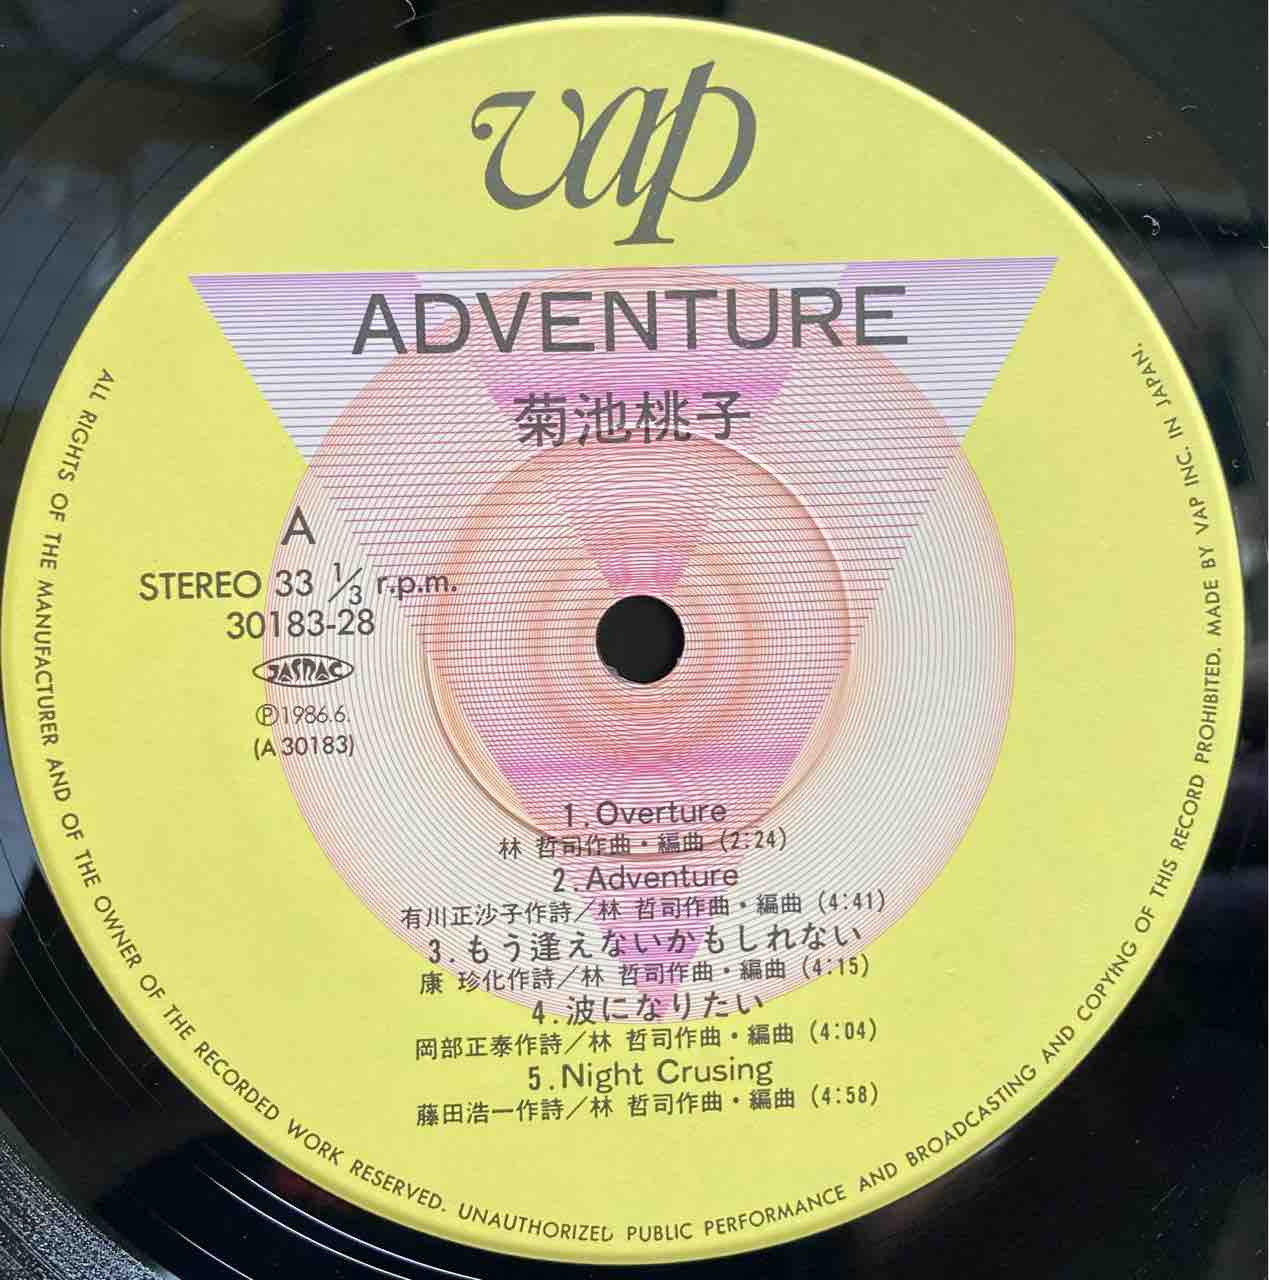 vap
ADVENTURE
菊池桃子
A
STEREO 33 1/3 r.p.m.
30183-28
JASRAC
Ⓟ1986.6.
(A 30183)
1.Overture
林 哲司作曲・編曲 (2:24)
2.Adventure
有川正沙子作詩/林 哲司作曲・編曲 (4:41)
3.もう逢えないかもしれない
康 珍化作詩/林 哲司作曲・編曲 (4:15)
4.波になりたい
岡部正泰作詩/林 哲司作曲・編曲 (4:04)
5.Night Crusing
藤田浩一作詩/林 哲司作曲・編曲 (4:58)
ALL RIGHTS OF THE MANUFACTURER AND OF THE OWNER OF THE RECORDED WORK RESERVED. UNAUTHORIZED PUBLIC PERFORMANCE AND BROADCASTING AND COPYING OF THIS RECORD PROHIBITED. MADE BY VAP INC. IN JAPAN.